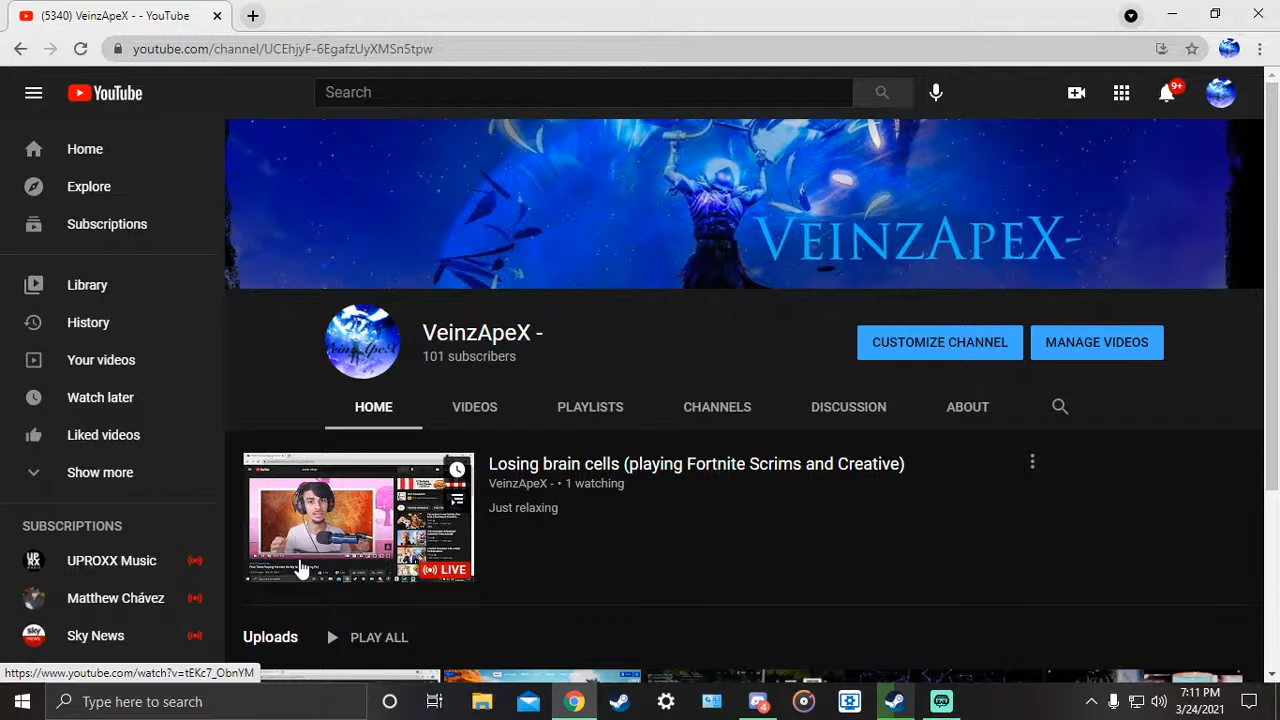 (5340) VeinzApeX - - YouTube
youtube.com/channel/UCEhjyF-6EgafzUyXMSn5tpw
YouTube
Search
9+
Home
Explore
Subscriptions
Library
History
Your videos
Watch later
Liked videos
Show more
SUBSCRIPTIONS
UPROXX Music
Matthew Chávez
Sky News
VEINZAPEX-
VeinzApeX -
101 subscribers
CUSTOMIZE CHANNEL
MANAGE VIDEOS
HOME
VIDEOS
PLAYLISTS
CHANNELS
DISCUSSION
ABOUT
Losing brain cells (playing Fortnite Scrims and Creative)
VeinzApeX - • 1 watching
Just relaxing
LIVE
Uploads
PLAY ALL
https://www.youtube.com/watch?v=tEKc7_ObnYM
Type here to search
4
7:11 PM
3/24/2021